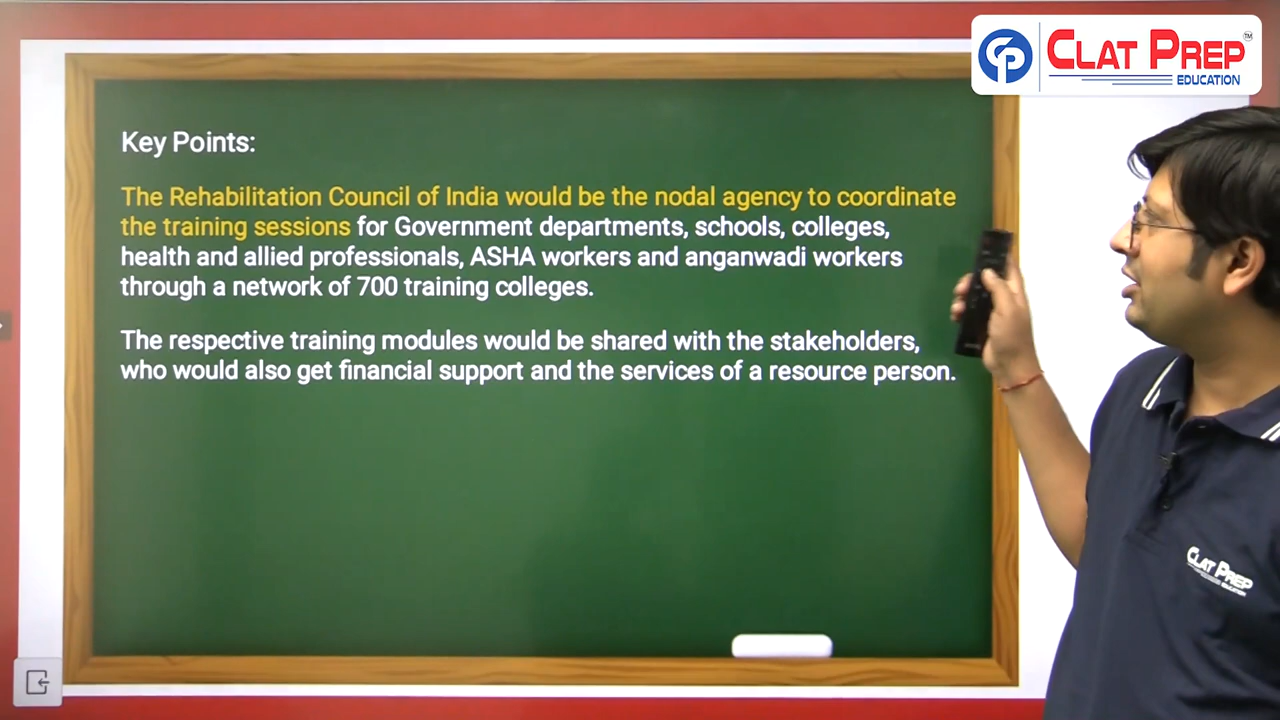 CLAT PREP
TM
EDUCATION
Key Points:
The Rehabilitation Council of India would be the nodal agency to coordinate
the training sessions for Government departments, schools, colleges,
health and allied professionals, ASHA workers and anganwadi workers
through a network of 700 training colleges.
The respective training modules would be shared with the stakeholders,
who would also get financial support and the services of a resource person.
CLAT PREP
EDUCATION